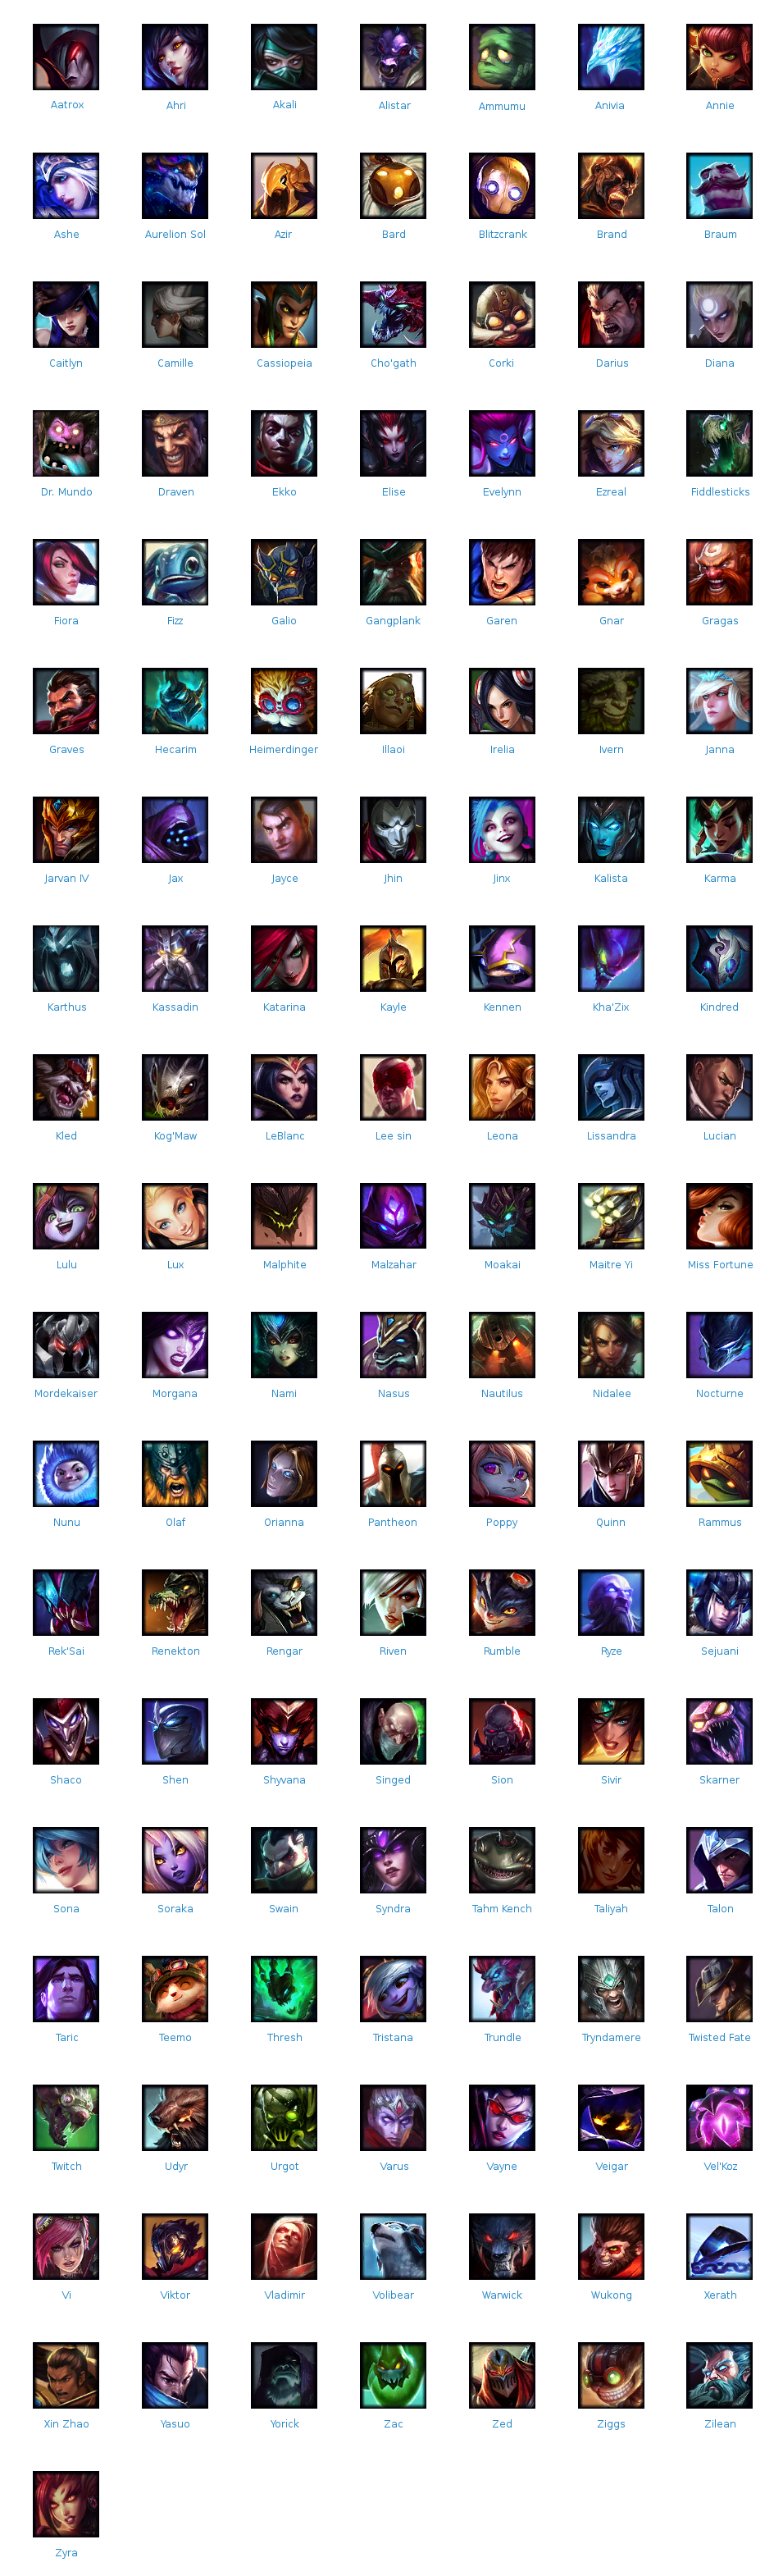 Aatrox Ahri Akali Alistar Ammumu Anivia Annie
Ashe Aurelion Sol Azir Bard Blitzcrank Brand Braum
Caitlyn Camille Cassiopeia Cho'gath Corki Darius Diana
Dr. Mundo Draven Ekko Elise Evelynn Ezreal Fiddlesticks
Fiora Fizz Galio Gangplank Garen Gnar Gragas
Graves Hecarim Heimerdinger Illaoi Irelia Ivern Janna
Jarvan IV Jax Jayce Jhin Jinx Kalista Karma
Karthus Kassadin Katarina Kayle Kennen Kha'Zix Kindred
Kled Kog'Maw LeBlanc Lee sin Leona Lissandra Lucian
Lulu Lux Malphite Malzahar Moakai Maitre Yi Miss Fortune
Mordekaiser Morgana Nami Nasus Nautilus Nidalee Nocturne
Nunu Olaf Orianna Pantheon Poppy Quinn Rammus
Rek'Sai Renekton Rengar Riven Rumble Ryze Sejuani
Shaco Shen Shyvana Singed Sion Sivir Skarner
Sona Soraka Swain Syndra Tahm Kench Taliyah Talon
Taric Teemo Thresh Tristana Trundle Tryndamere Twisted Fate
Twitch Udyr Urgot Varus Vayne Veigar Vel'Koz
Vi Viktor Vladimir Volibear Warwick Wukong Xerath
Xin Zhao Yasuo Yorick Zac Zed Ziggs Zilean
Zyra